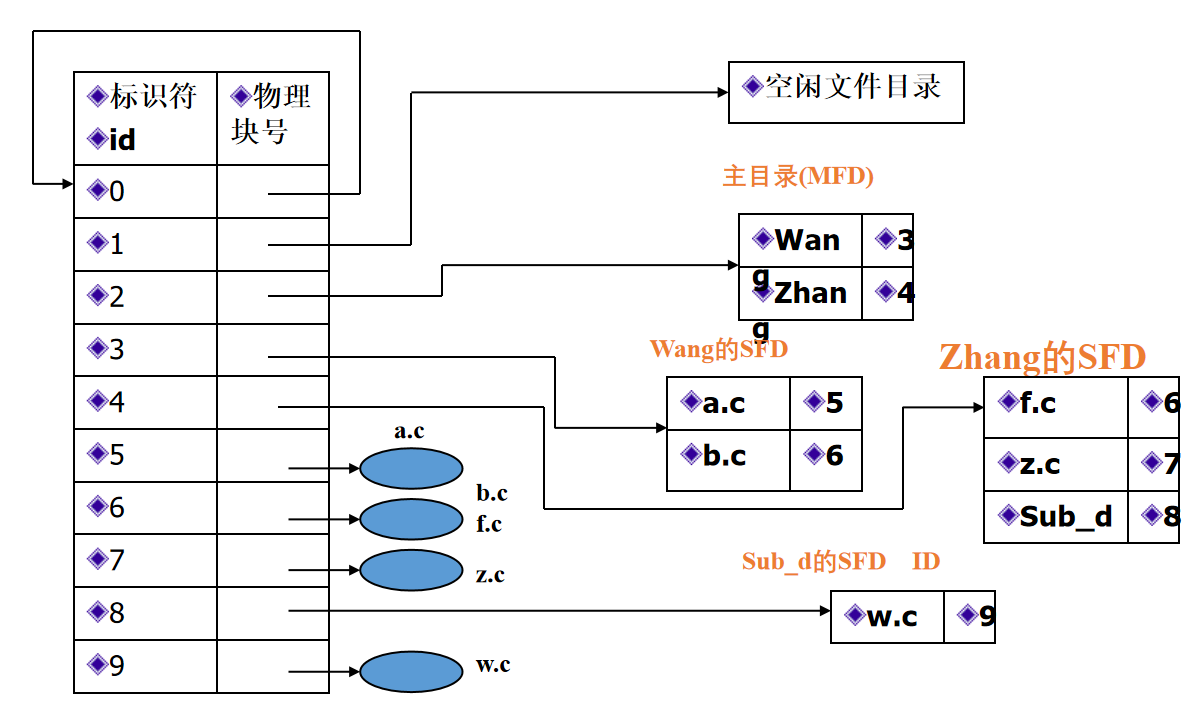 标识符
id
物理
块号
0
1
2
3
4
5
6
7
8
9
空闲文件目录
主目录(MFD)
Wang 3
Zhang 4
Wang的SFD
a.c 5
b.c 6
Zhang的SFD
f.c 6
z.c 7
Sub_d 8
a.c
b.c
f.c
z.c
w.c
Sub_d的SFD ID
w.c 9